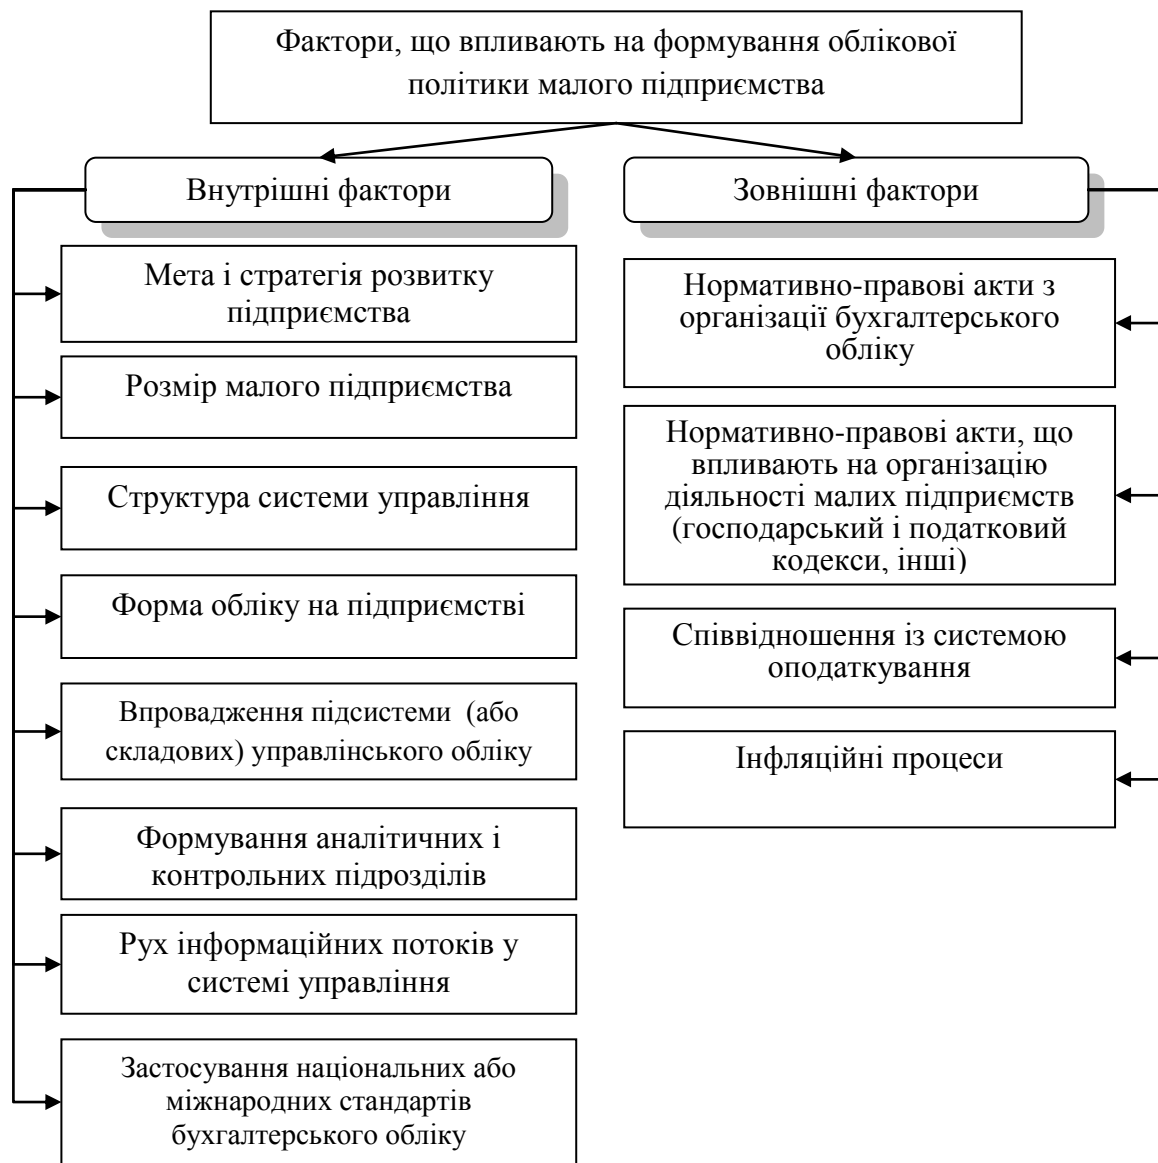 Фактори, що впливають на формування облікової
політики малого підприємства
Внутрішні фактори
Мета і стратегія розвитку
підприємства
Розмір малого підприємства
Структура системи управління
Форма обліку на підприємстві
Впровадження підсистеми (або
складових) управлінського обліку
Формування аналітичних і
контрольних підрозділів
Рух інформаційних потоків у
системі управління
Застосування національних або
міжнародних стандартів
бухгалтерського обліку
Зовнішні фактори
Нормативно-правові акти з
організації бухгалтерського
обліку
Нормативно-правові акти, що
впливають на організацію
діяльності малих підприємств
(господарський і податковий
кодекси, інші)
Співвідношення із системою
оподаткування
Інфляційні процеси